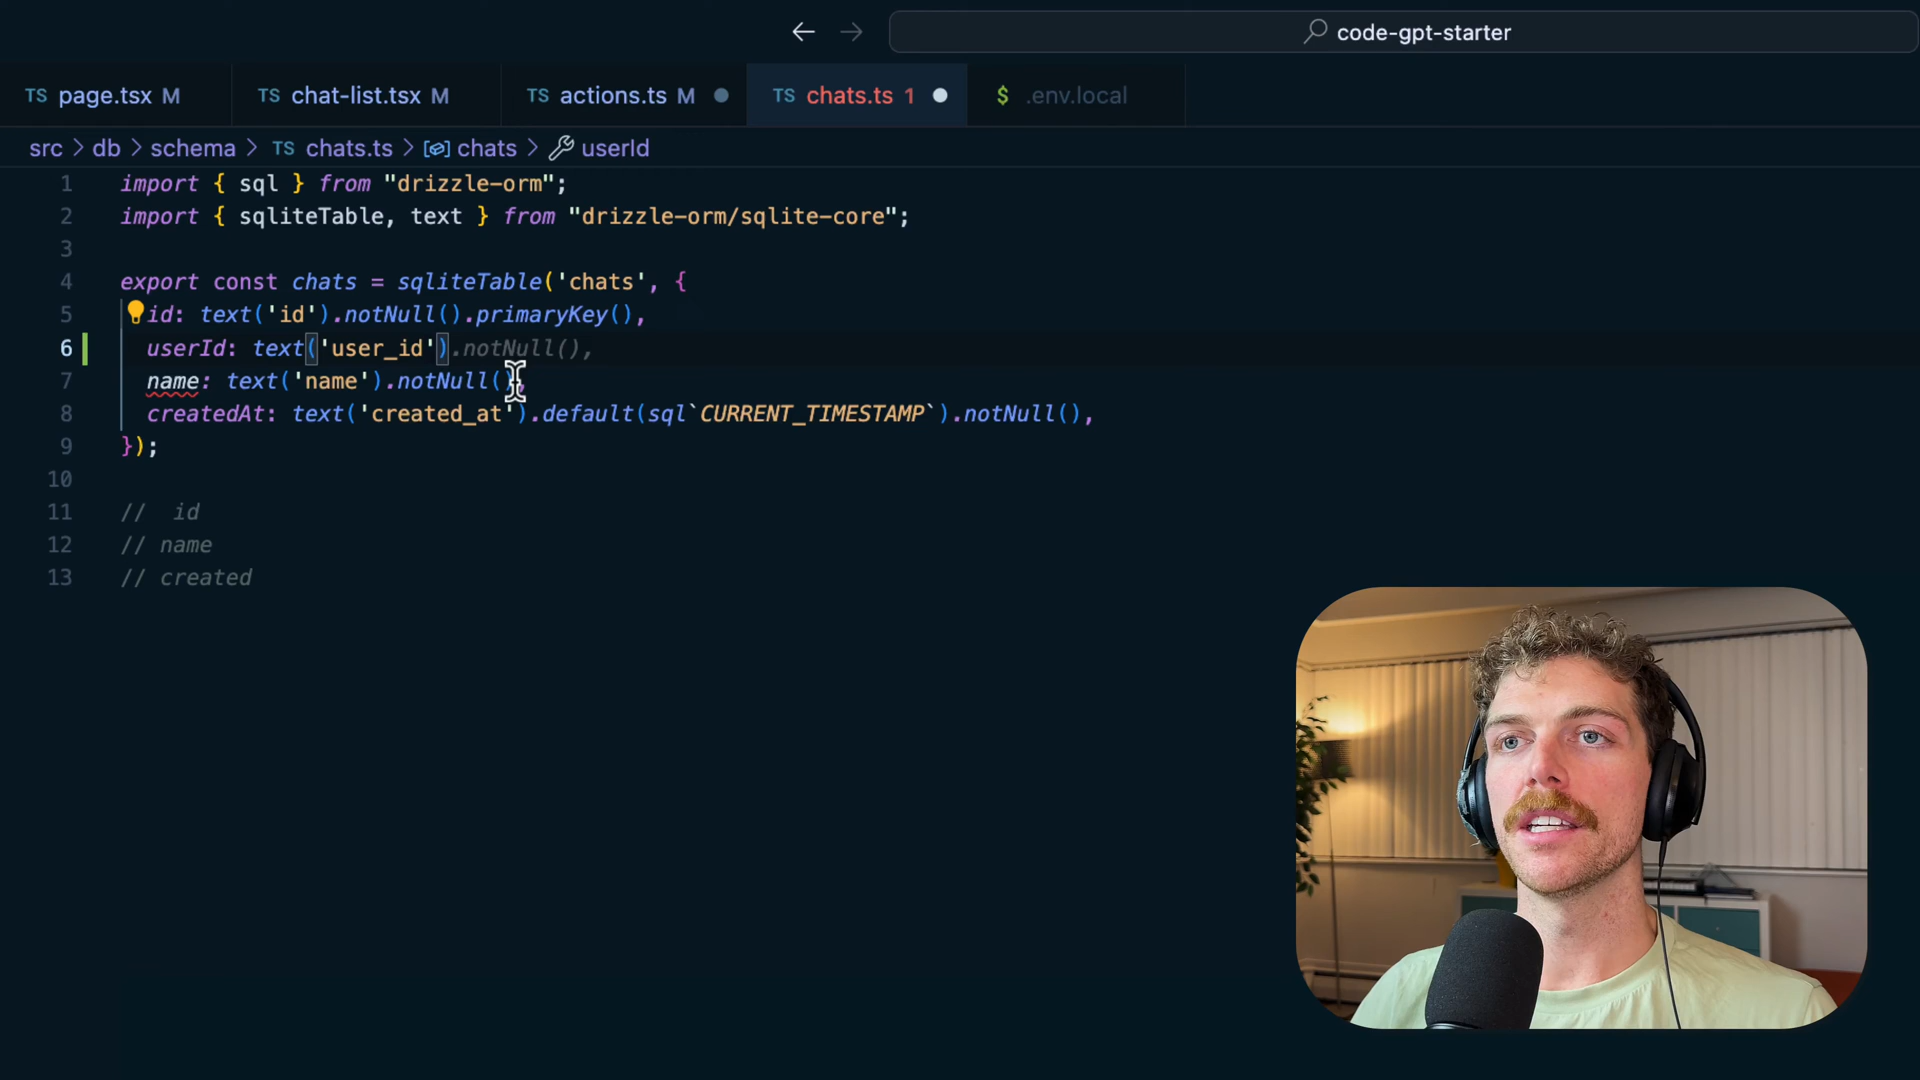 code-gpt-starter
TS page.tsx M TS chat-list.tsx M TS actions.ts M TS chats.ts 1 $ .env.local
src > db > schema > TS chats.ts > chats > userId
1 import { sql } from "drizzle-orm";
2 import { sqliteTable, text } from "drizzle-orm/sqlite-core";
3
4 export const chats = sqliteTable('chats', {
5 id: text('id').notNull().primaryKey(),
6 userId: text('user_id').notNull(),
7 name: text('name').notNull(),
8 createdAt: text('created_at').default(sql`CURRENT_TIMESTAMP`).notNull(),
9 });
10
11 // id
12 // name
13 // created